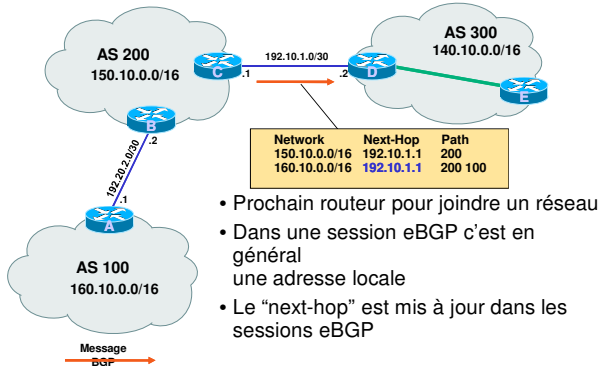 AS 200
150.10.0.0/16
C
.1
192.10.1.0/30
.2
D
AS 300
140.10.0.0/16
E
B
.2
192.20.2.0/30
.1
A
AS 100
160.10.0.0/16
Network Next-Hop Path
150.10.0.0/16 192.10.1.1 200
160.10.0.0/16 192.10.1.1 200 100
• Prochain routeur pour joindre un réseau
• Dans une session eBGP c'est en
général
une adresse locale
• Le “next-hop” est mis à jour dans les
sessions eBGP
Message
BGP